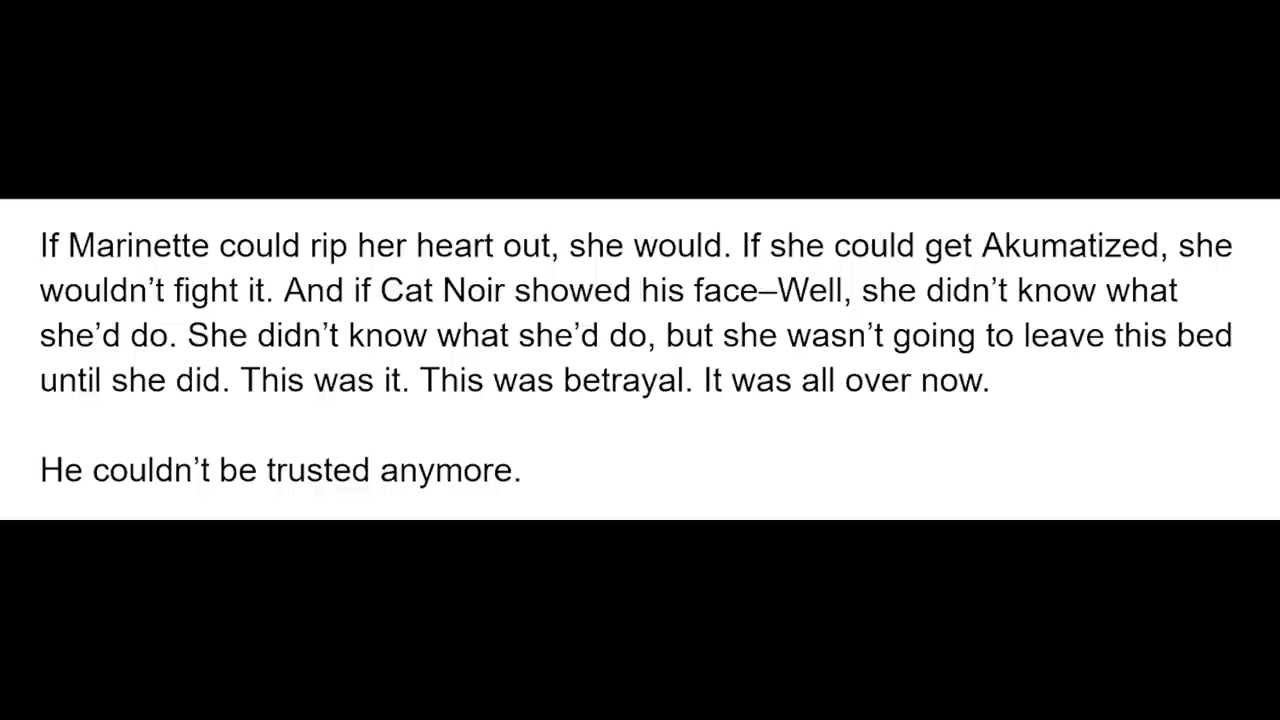 If Marinette could rip her heart out, she would. If she could get Akumatized, she
wouldn’t fight it. And if Cat Noir showed his face–Well, she didn’t know what
she’d do. She didn’t know what she’d do, but she wasn’t going to leave this bed
until she did. This was it. This was betrayal. It was all over now.
He couldn’t be trusted anymore.